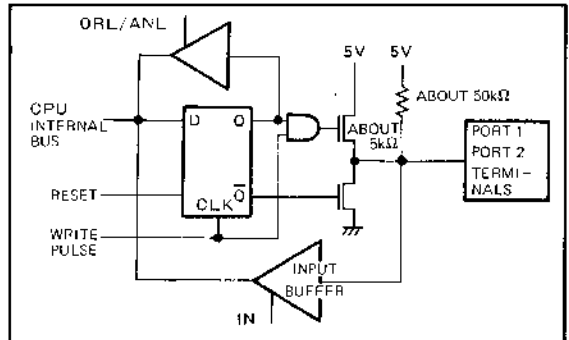 ORL/ANL
5V
5V
ABOUT 50kΩ
CPU
INTERNAL
BUS
D
Q
ABOUT
5kΩ
PORT 1
PORT 2
TERMI-
NALS
RESET
CLK
Q̅
WRITE
PULSE
INPUT
BUFFER
IN